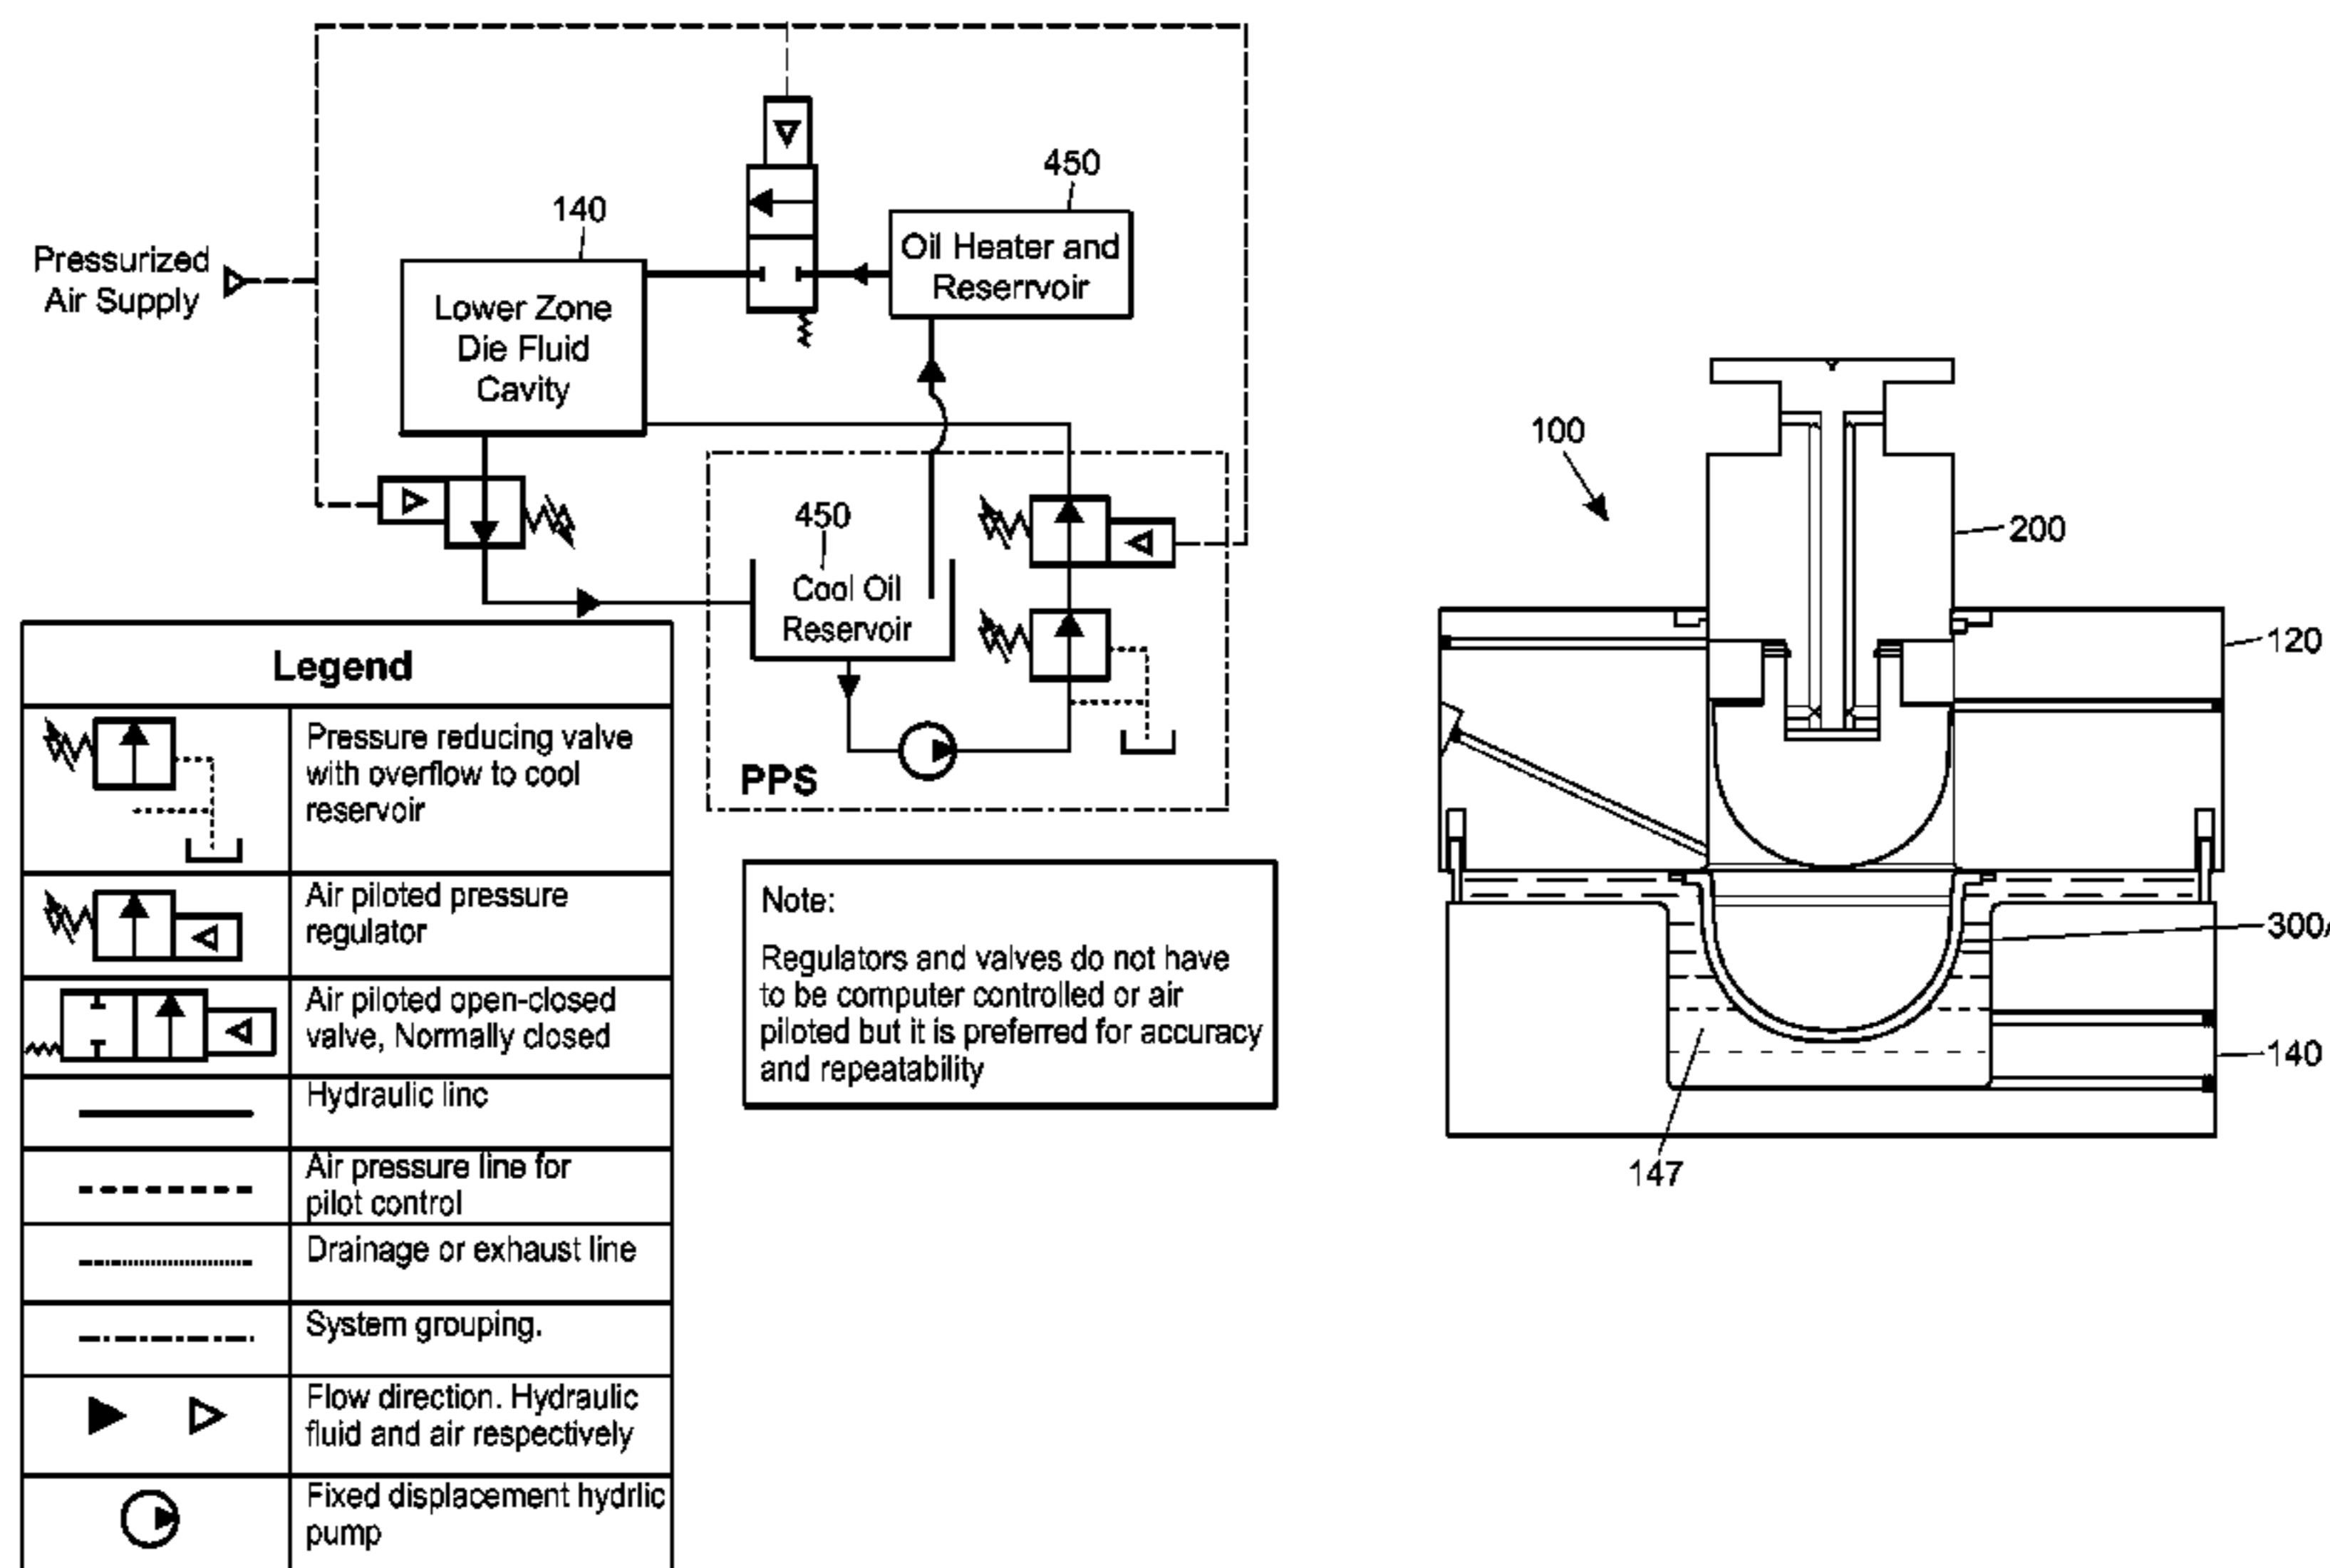 Pressurized
Air Supply
140
Lower Zone
Die Fluid
Cavity
450
Oil Heater and
Reserrvoir
450
Cool Oil
Reservoir
PPS
Legend
Pressure reducing valve
with overflow to cool
reservoir
Air piloted pressure
regulator
Air piloted open-closed
valve, Normally closed
Hydraulic linc
Air pressure line for
pilot control
Drainage or exhaust line
System grouping.
Flow direction. Hydraulic
fluid and air respectively
Fixed displacement hydrlic
pump
Note:
Regulators and valves do not have
to be computer controlled or air
piloted but it is preferred for accuracy
and repeatability
100
200
120
300A
140
147